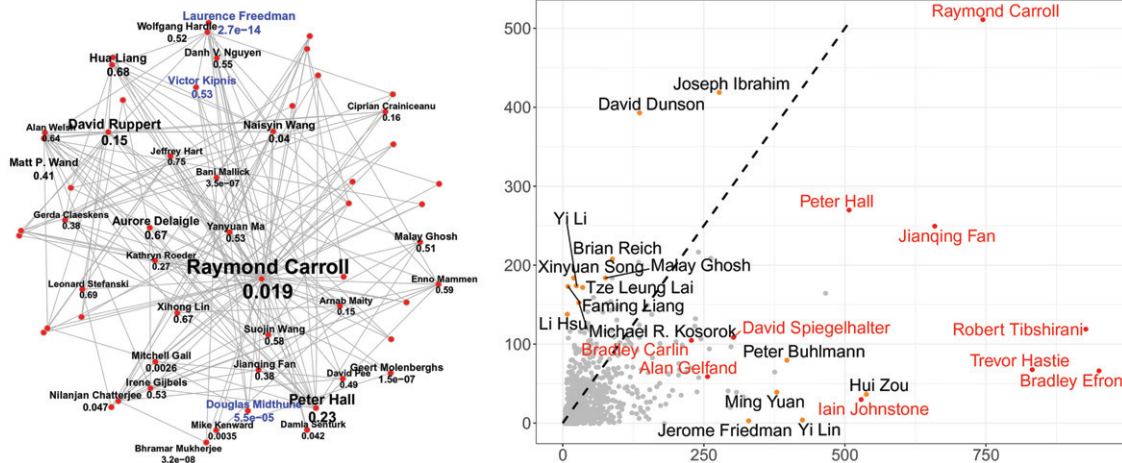 Laurence Freedman
2.7e-14
Wolfgang Hardle
0.52
Danh V. Nguyen
0.55
Hua Liang
0.68
Victor Kipnis
0.53
Ciprian Crainiceanu
0.16
Alan Welsh
0.64
David Ruppert
0.15
Naisyin Wang
0.04
Jeffrey Hart
0.75
Matt P. Wand
0.41
Bani Mallick
3.5e-07
Gerda Claeskens
0.38
Aurore Delaigle
0.67
Yanyuan Ma
0.53
Malay Ghosh
0.51
Kathryn Roeder
0.27
Raymond Carroll
0.019
Leonard Stefanski
0.69
Enno Mammen
0.59
Xihong Lin
0.67
Arnab Maity
0.15
Suojin Wang
0.58
Mitchell Gail
0.0026
Jianqing Fan
0.38
David Pee
0.49
Geert Molenberghs
1.5e-07
Irene Gijbels
0.53
Nilanjan Chatterjee
0.047
Douglas Midthune
5.5e-05
Peter Hall
0.23
Mike Kenward
0.0035
Damla Senturk
0.042
Bhramar Mukherjee
3.2e-08
500
400
300
200
100
0
0
250
500
750
Raymond Carroll
Joseph Ibrahim
David Dunson
Peter Hall
Jianqing Fan
Yi Li
Brian Reich
Xinyuan Song
Malay Ghosh
Tze Leung Lai
Faming Liang
Li Hsu
Michael R. Kosorok
David Spiegelhalter
Robert Tibshirani
Bradley Carlin
Peter Buhlmann
Alan Gelfand
Trevor Hastie
Bradley Efron
Hui Zou
Ming Yuan
Iain Johnstone
Jerome Friedman
Yi Lin